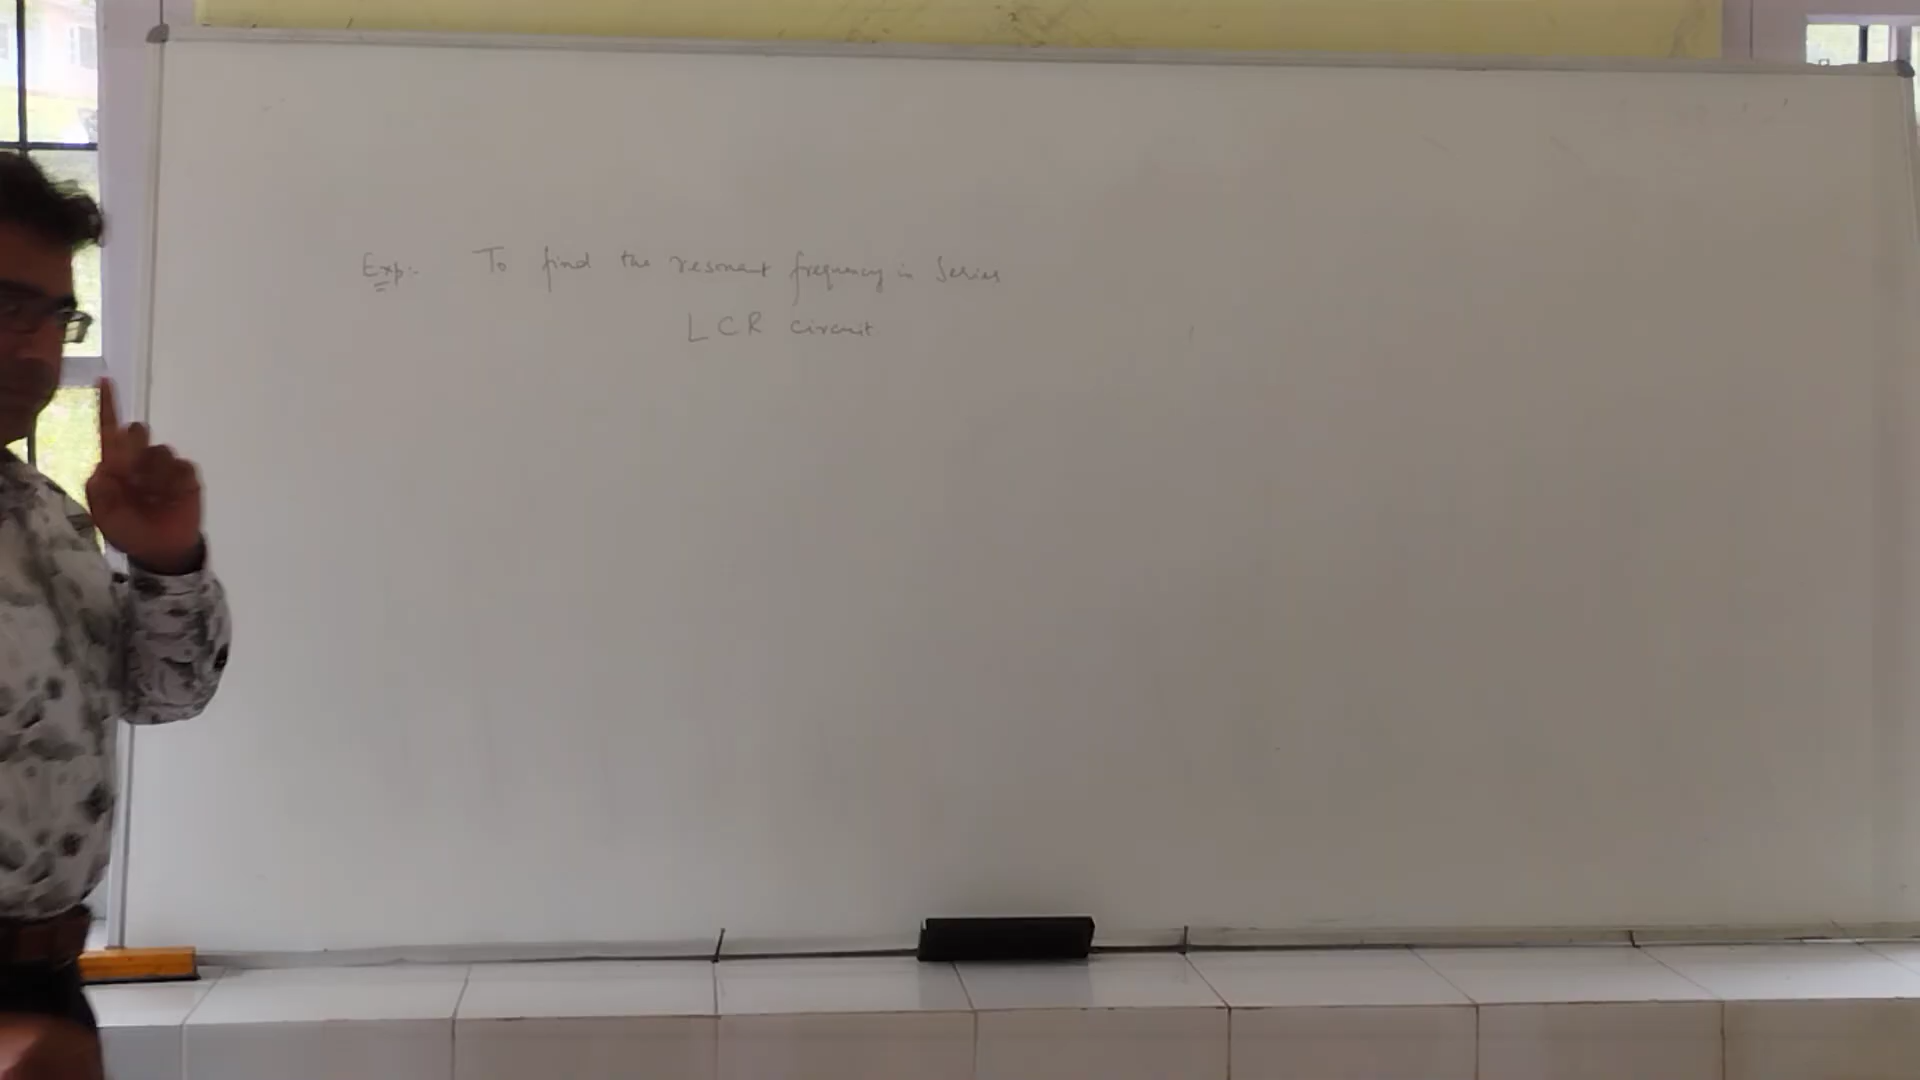 Exp:- To find the resonant frequency in Series
LCR circuit